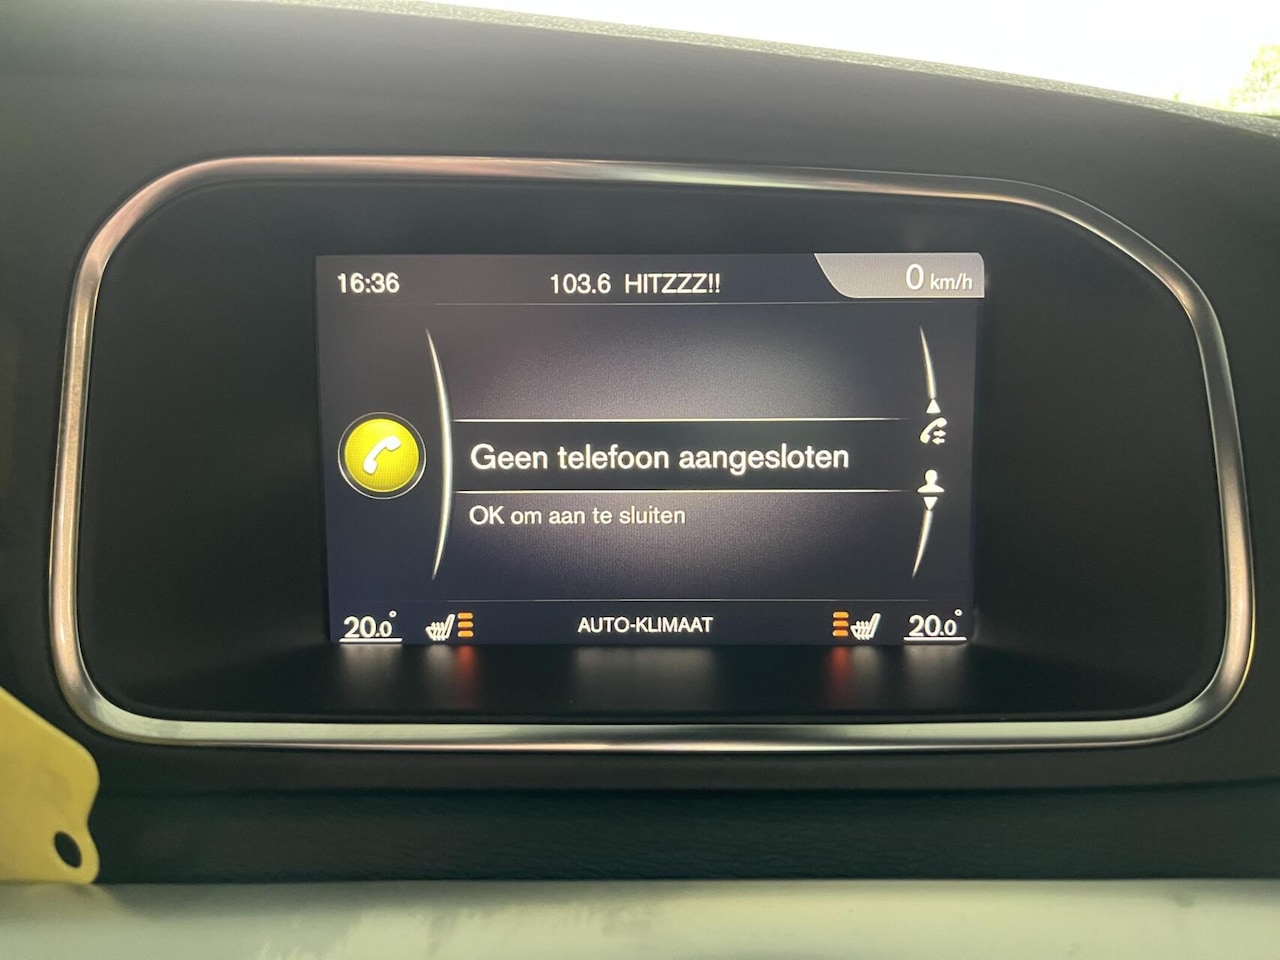 16:36 103.6 HITZZZ!! 0 km/h
Geen telefoon aangesloten
OK om aan te sluiten
20.0° AUTO-KLIMAAT 20.0°